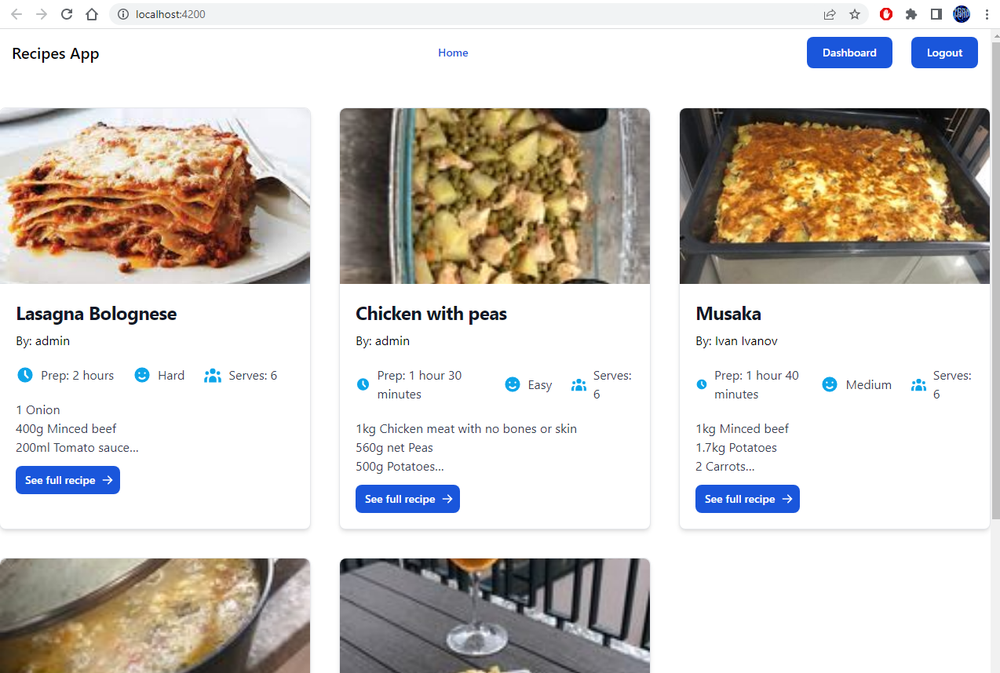 localhost:4200
Recipes App
Home
Dashboard
Logout
Lasagna Bolognese
By: admin
Prep: 2 hours
Hard
Serves: 6
1 Onion
400g Minced beef
200ml Tomato sauce...
See full recipe
Chicken with peas
By: admin
Prep: 1 hour 30
minutes
Easy
Serves:
6
1kg Chicken meat with no bones or skin
560g net Peas
500g Potatoes...
See full recipe
Musaka
By: Ivan Ivanov
Prep: 1 hour 40
minutes
Medium
Serves:
6
1kg Minced beef
1.7kg Potatoes
2 Carrots...
See full recipe